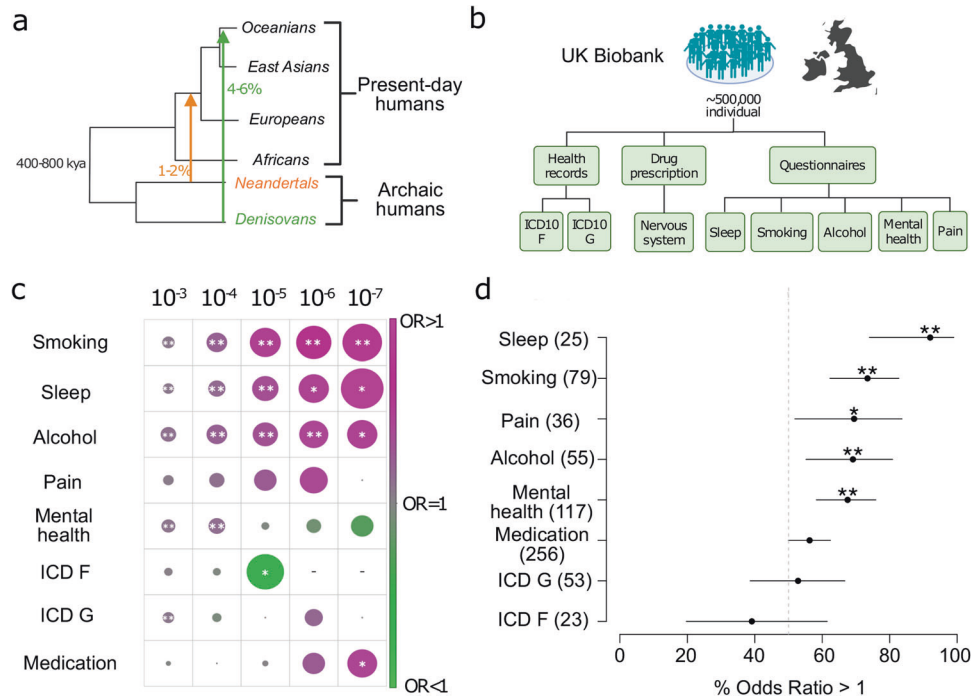 a
Oceanians
East Asians
4-6%
Europeans
Africans
400-800 kya
1-2%
Neandertals
Denisovans
Present-day
humans
Archaic
humans
b
UK Biobank
~500,000
individual
Health
records
Drug
prescription
Questionnaires
ICD10
F
ICD10
G
Nervous
system
Sleep
Smoking
Alcohol
Mental
health
Pain
c
10-3 10-4 10-5 10-6 10-7
Smoking ** ** ** ** **
Sleep ** ** ** * *
Alcohol ** ** ** ** *
Pain
Mental
health ** **
ICD F * - -
ICD G **
Medication *
OR>1
OR=1
OR<1
d
Sleep (25) **
Smoking (79) **
Pain (36) *
Alcohol (55) **
Mental
health (117) **
Medication
(256)
ICD G (53)
ICD F (23)
0 20 40 60 80 100
% Odds Ratio > 1